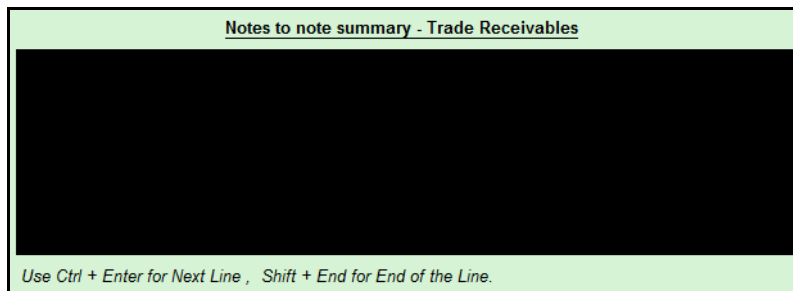 Notes to note summary - Trade Receivables
Use Ctrl + Enter for Next Line , Shift + End for End of the Line.